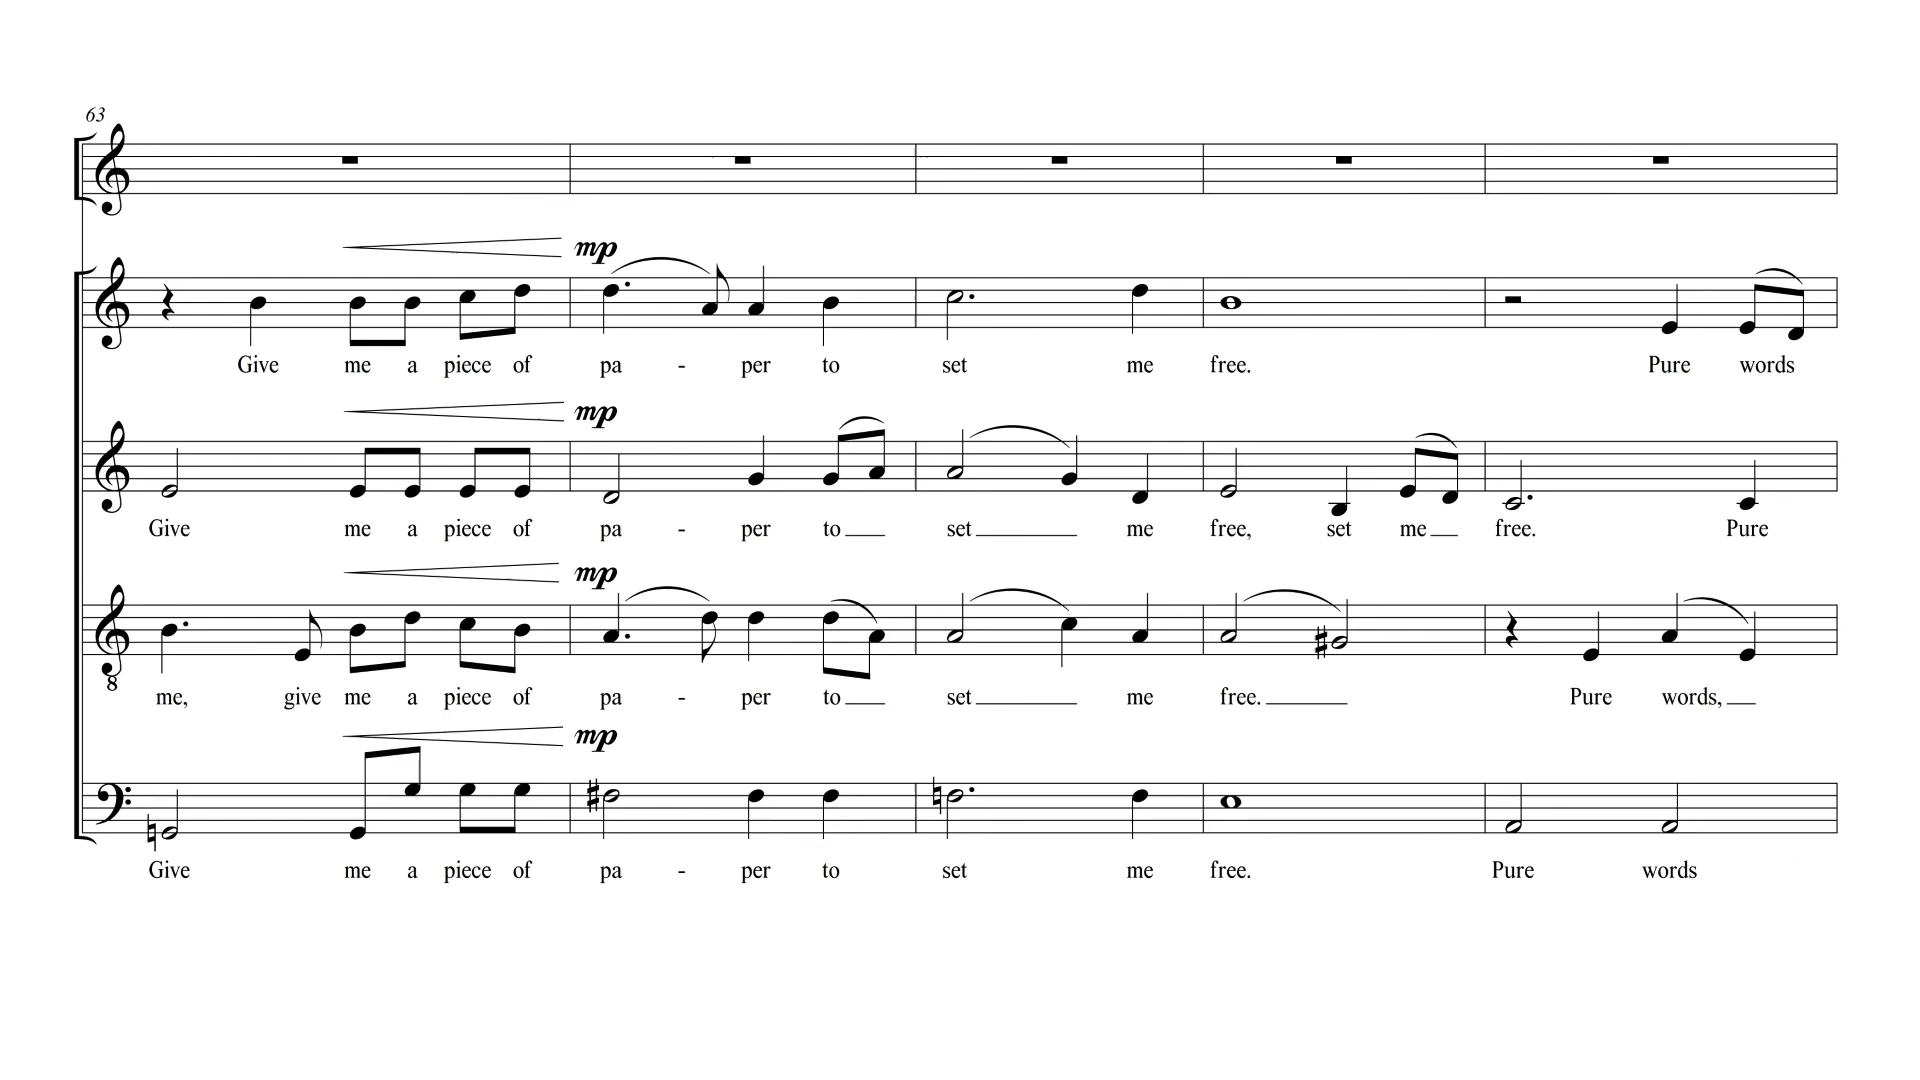 63
mp
Give me a piece of pa - per to set me free. Pure words
mp
Give me a piece of pa - per to set me free, set me free. Pure
mp
8
me, give me a piece of pa - per to set me free. Pure words,
mp
Give me a piece of pa - per to set me free. Pure words